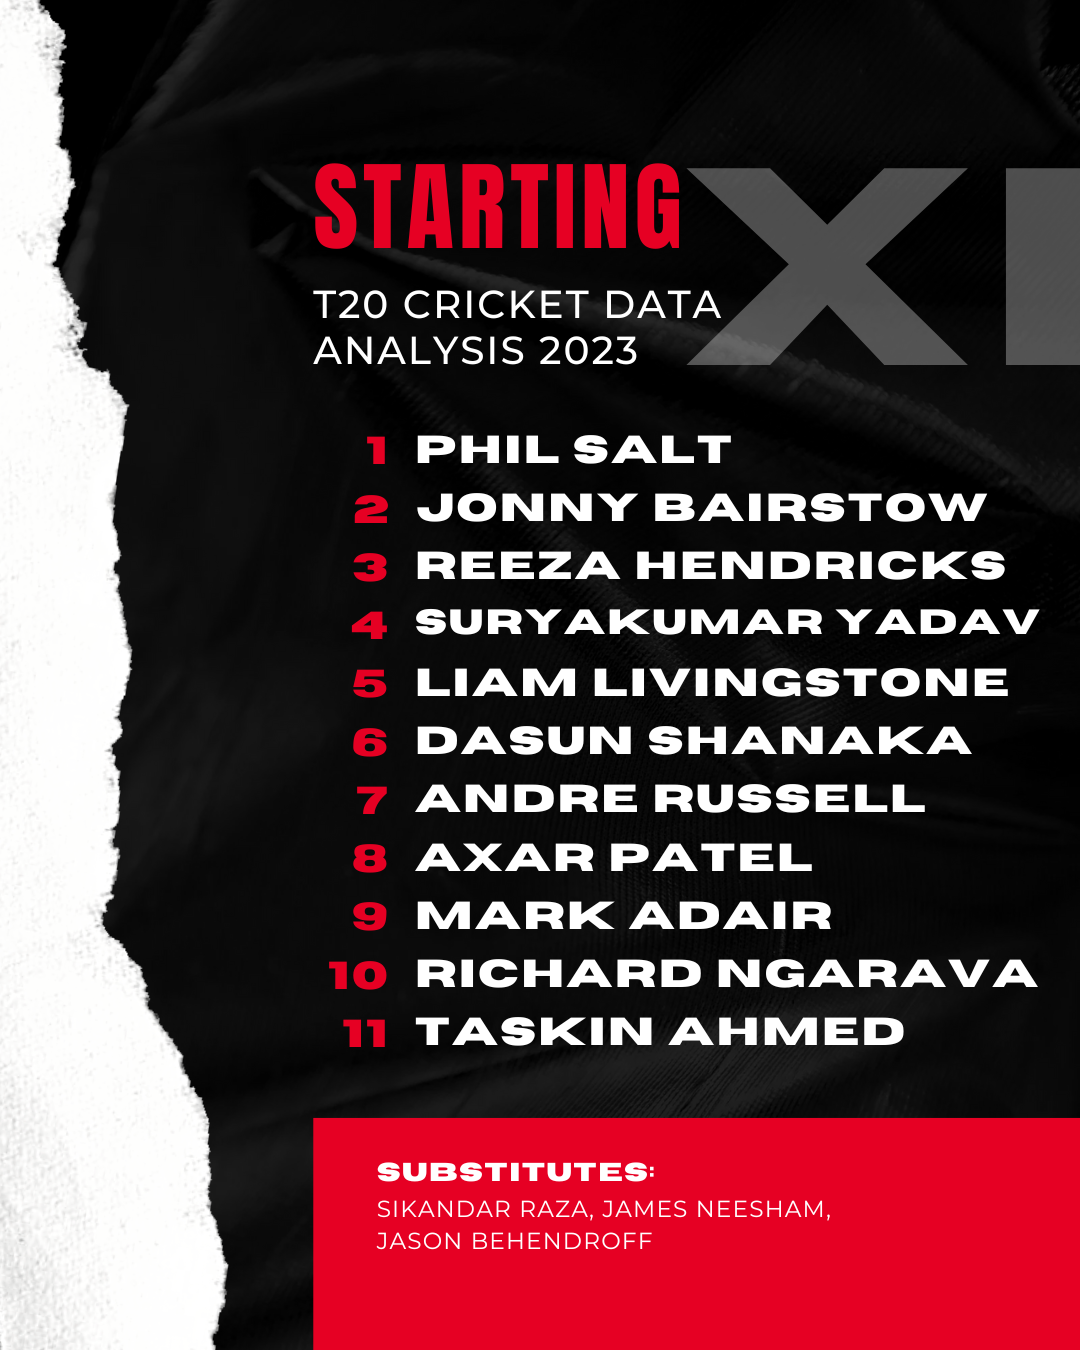 STARTING XI
T20 CRICKET DATA
ANALYSIS 2023
1 PHIL SALT
2 JONNY BAIRSTOW
3 REEZA HENDRICKS
4 SURYAKUMAR YADAV
5 LIAM LIVINGSTONE
6 DASUN SHANAKA
7 ANDRE RUSSELL
8 AXAR PATEL
9 MARK ADAIR
10 RICHARD NGARAVA
11 TASKIN AHMED
SUBSTITUTES:
SIKANDAR RAZA, JAMES NEESHAM,
JASON BEHENDROFF